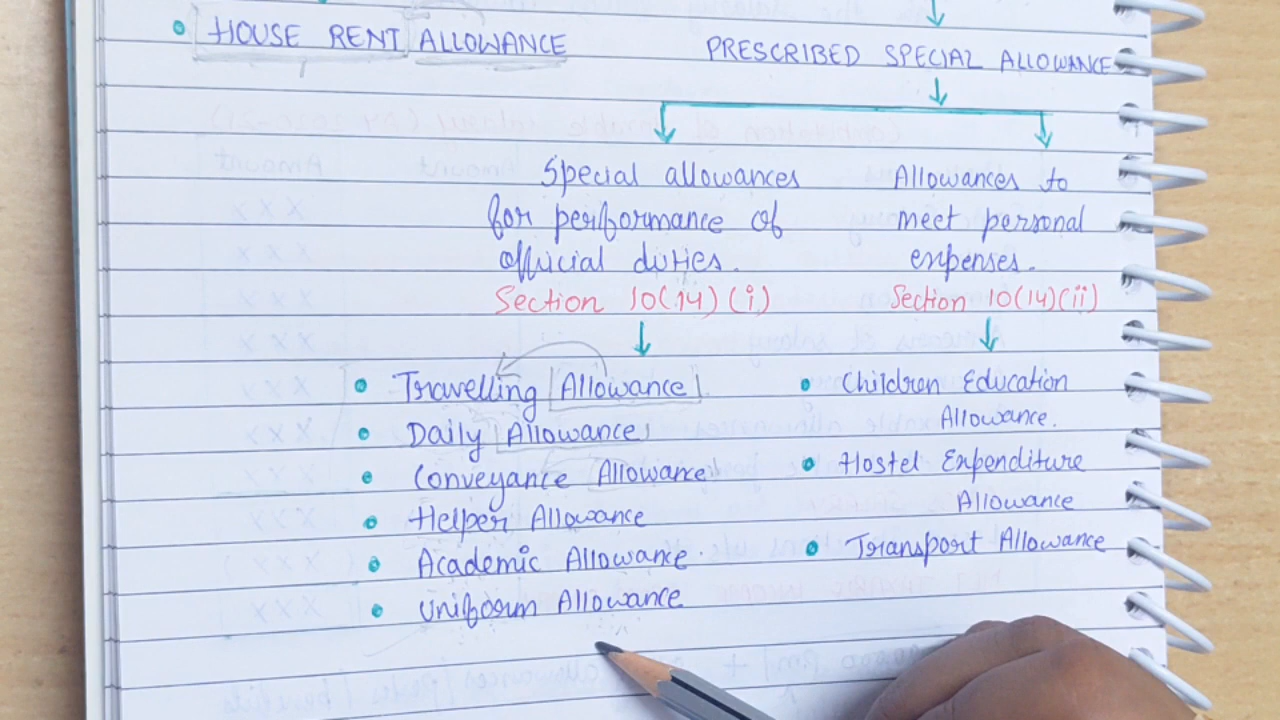 • HOUSE RENT ALLOWANCE
PRESCRIBED SPECIAL ALLOWANCE
Special allowances
for performance of
official duties.
Section 10(14)(i)
• Travelling Allowance
• Daily Allowance
• Conveyance Allowance
• Helper Allowance
• Academic Allowance.
• Uniform Allowance
Allowances to
meet personal
expenses.
Section 10(14)(ii)
• Children Education
Allowance.
• Hostel Expenditure
Allowance
• Transport Allowance